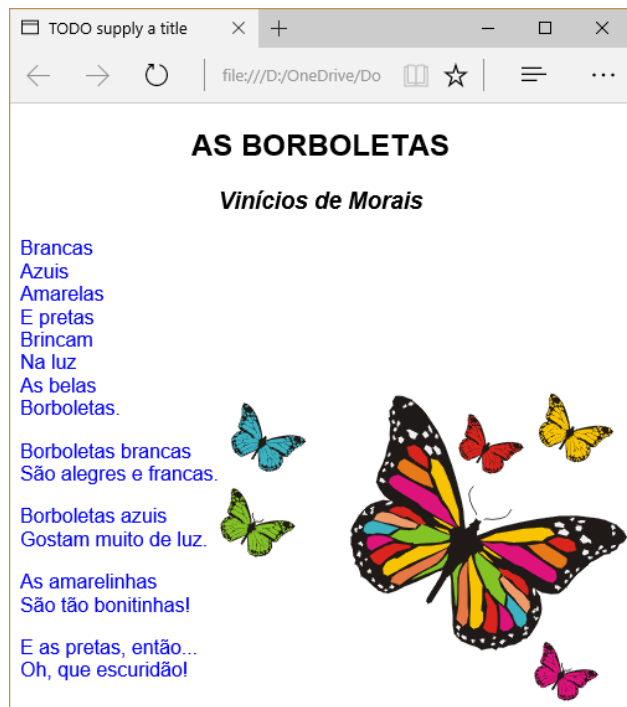 TODO supply a title
file:///D:/OneDrive/Do
AS BORBOLETAS
Vinícios de Morais
Brancas
Azuis
Amarelas
E pretas
Brincam
Na luz
As belas
Borboletas.
Borboletas brancas
São alegres e francas.
Borboletas azuis
Gostam muito de luz.
As amarelinhas
São tão bonitinhas!
E as pretas, então...
Oh, que escuridão!